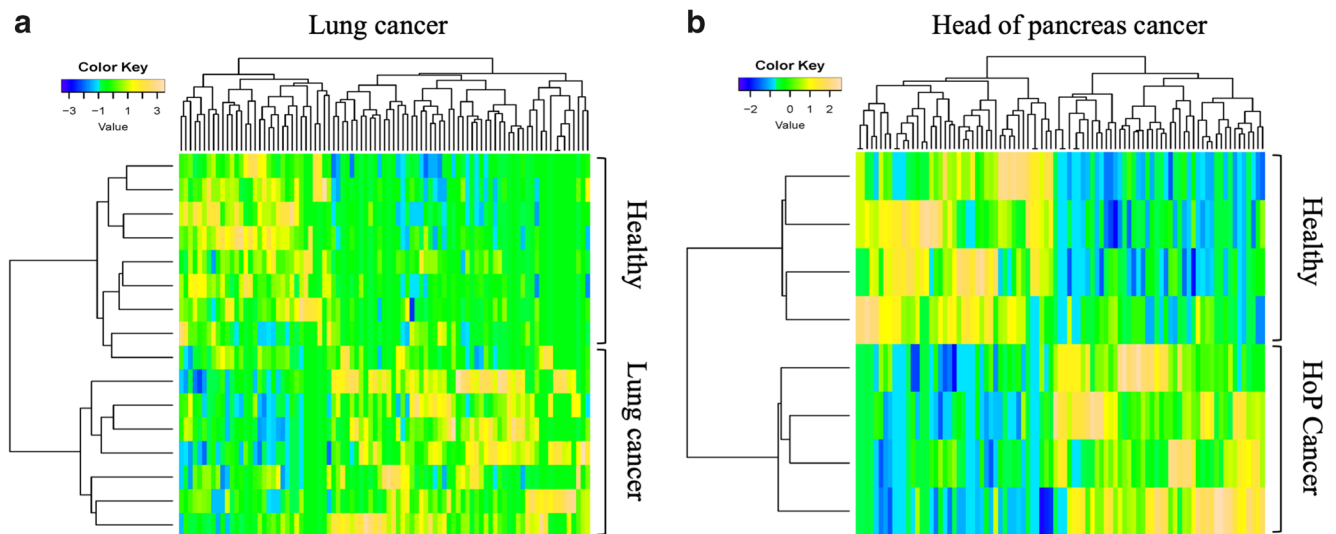 a
Lung cancer
Color Key
−3 −1 1 3
Value
Healthy
Lung cancer
b
Head of pancreas cancer
Color Key
−2 0 1 2
Value
Healthy
HoP Cancer